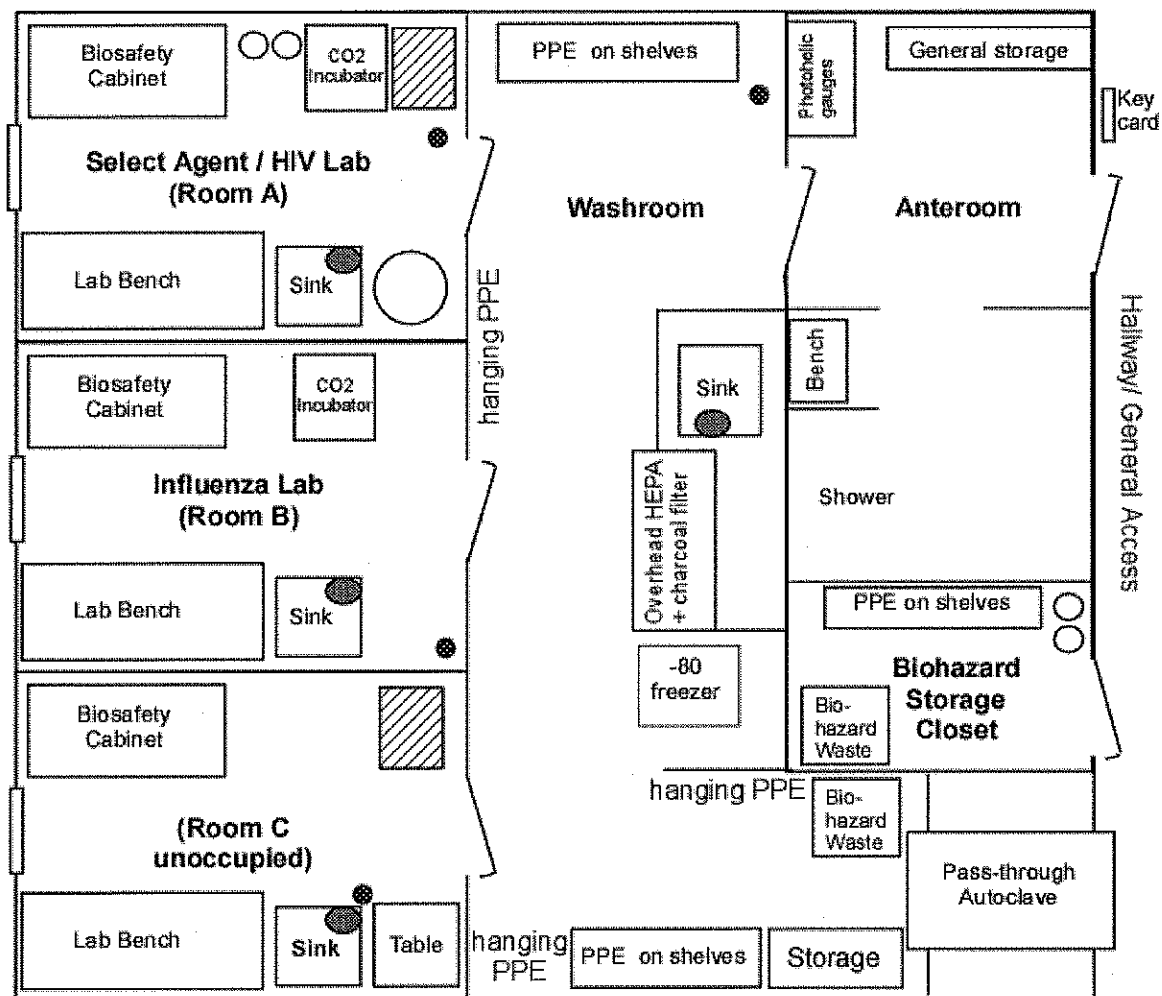 Biosafety
Cabinet
CO2
Incubator
PPE on shelves
Photohelic
gauges
General storage
Key
card
Select Agent / HIV Lab
(Room A)
Washroom
Anteroom
Lab Bench
Sink
hanging PPE
Hallway/ General Access
Biosafety
Cabinet
CO2
Incubator
Sink
Bench
Influenza Lab
(Room B)
Overhead HEPA
+ charcoal filter
Shower
Lab Bench
Sink
PPE on shelves
-80
freezer
Biohazard
Storage
Closet
Bio-
hazard
Waste
Biosafety
Cabinet
hanging PPE
Bio-
hazard
Waste
(Room C
unoccupied)
Pass-through
Autoclave
Lab Bench
Sink
Table
hanging
PPE
PPE on shelves
Storage